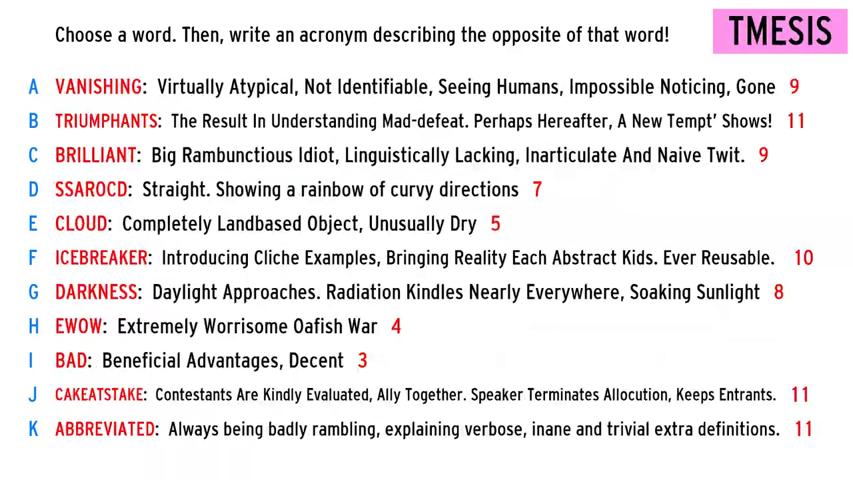 Choose a word. Then, write an acronym describing the opposite of that word!
TMESIS
A VANISHING: Virtually Atypical, Not Identifiable, Seeing Humans, Impossible Noticing, Gone 9
B TRIUMPHANTS: The Result In Understanding Mad-defeat. Perhaps Hereafter, A New Tempt' Shows! 11
C BRILLIANT: Big Rambunctious Idiot, Linguistically Lacking, Inarticulate And Naive Twit. 9
D SSAROCD: Straight. Showing a rainbow of curvy directions 7
E CLOUD: Completely Landbased Object, Unusually Dry 5
F ICEBREAKER: Introducing Cliche Examples, Bringing Reality Each Abstract Kids. Ever Reusable. 10
G DARKNESS: Daylight Approaches. Radiation Kindles Nearly Everywhere, Soaking Sunlight 8
H EWOW: Extremely Worrisome Oafish War 4
I BAD: Beneficial Advantages, Decent 3
J CAKEATSTAKE: Contestants Are Kindly Evaluated, Ally Together. Speaker Terminates Allocution, Keeps Entrants. 11
K ABBREVIATED: Always being badly rambling, explaining verbose, inane and trivial extra definitions. 11